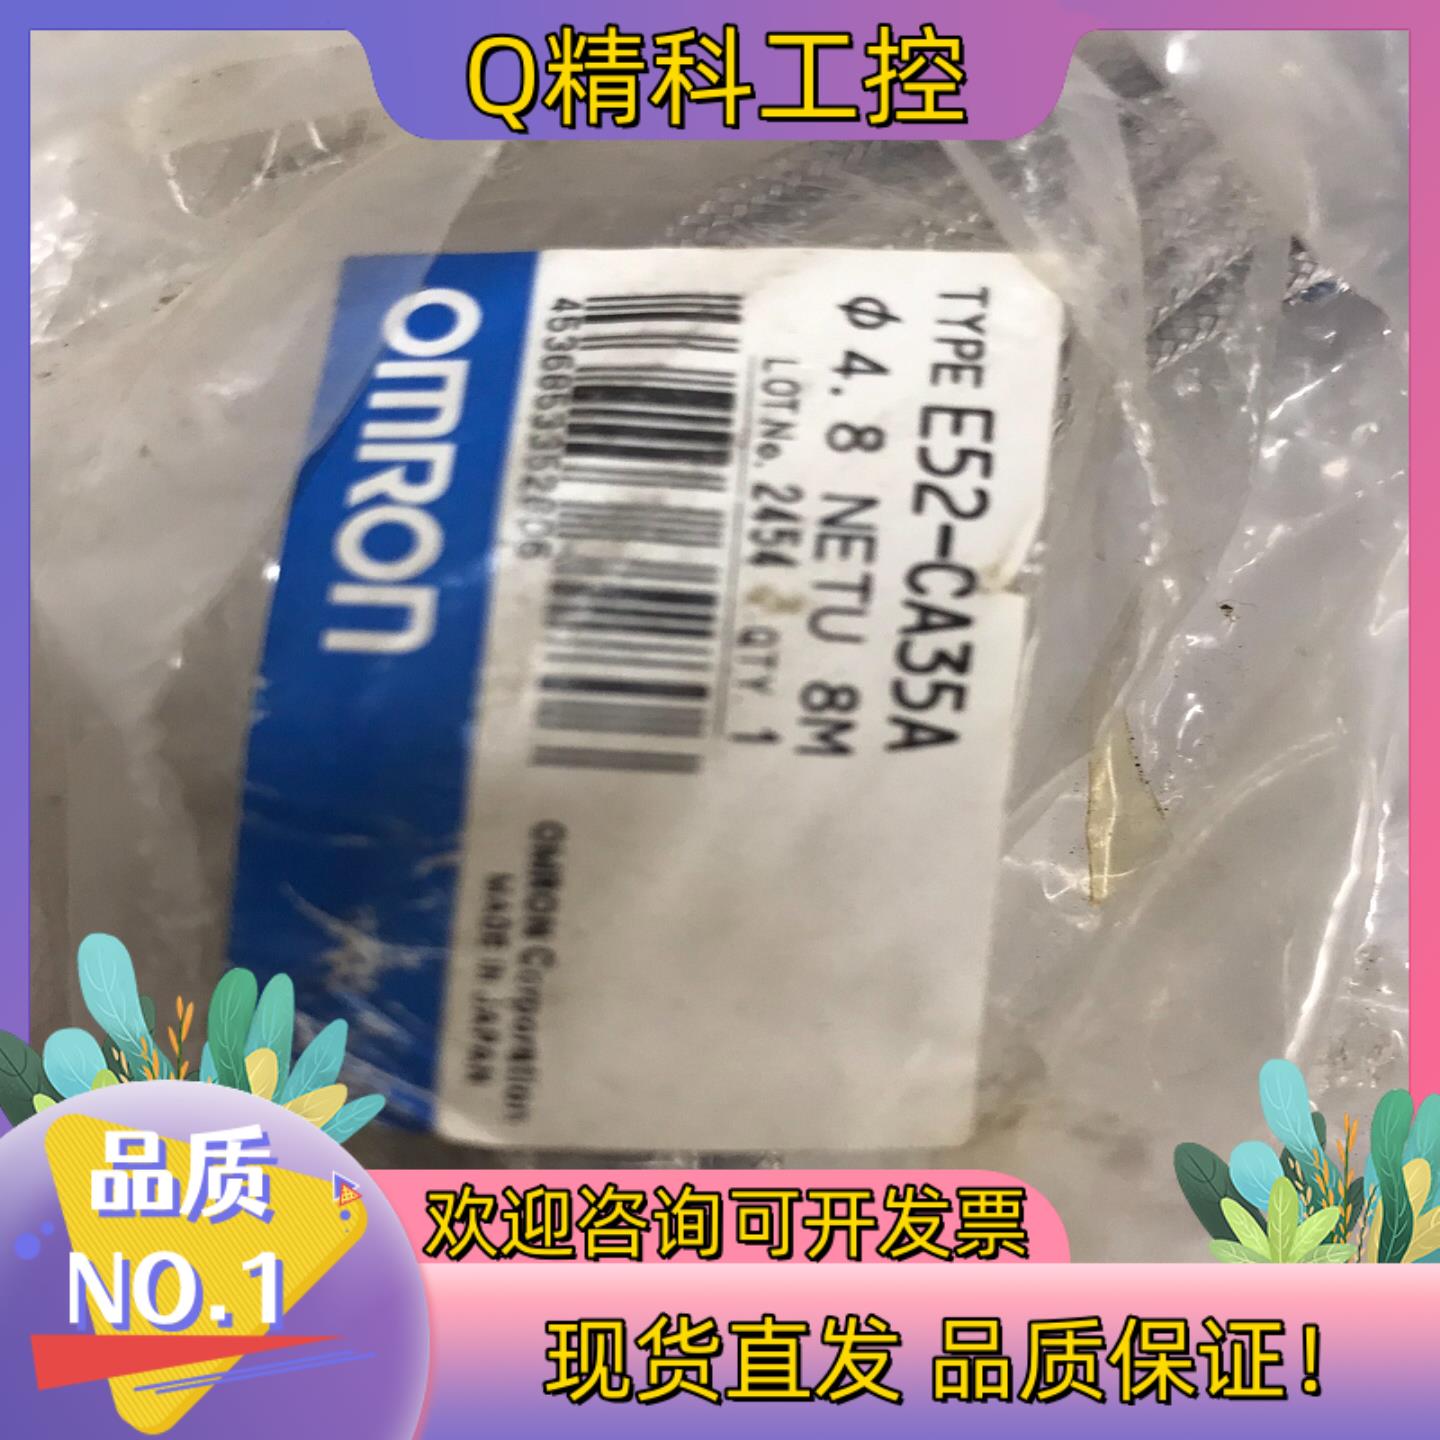 Q精科工控
TYPE E52-CA35A
φ4.8 NETU 8M
LOT No. 2454 QTY. 1
4536853352606
OMRON
OMRON Corporation
MADE IN JAPAN
品质
NO.1
欢迎咨询可开发票
现货直发 品质保证！